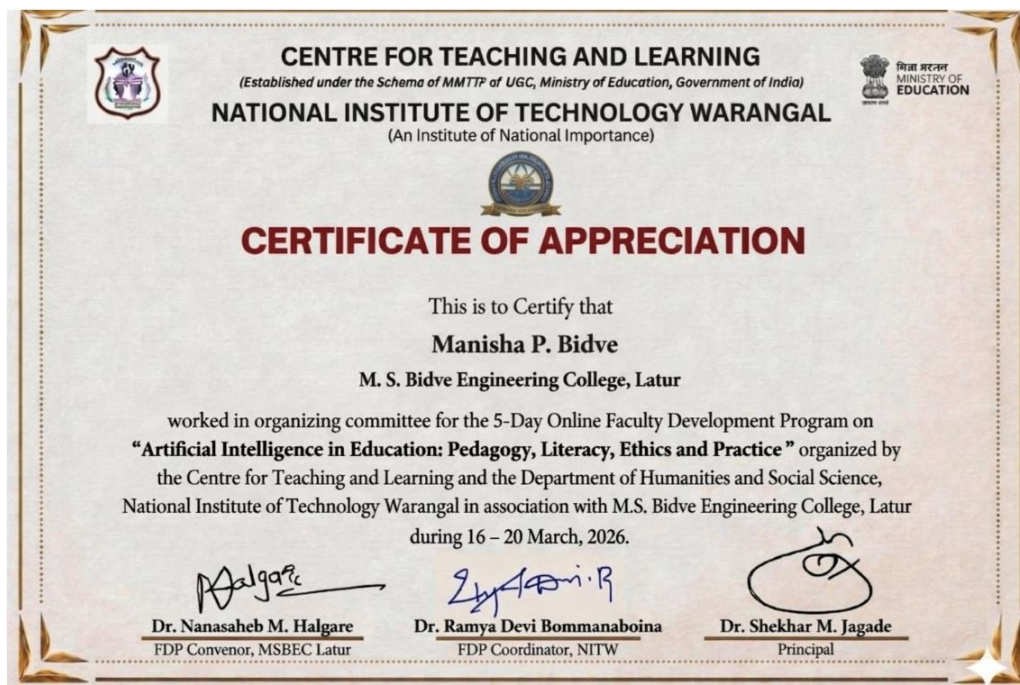 CENTRE FOR TEACHING AND LEARNING
(Established under the Schema of MMTTP of UGC, Ministry of Education, Government of India)
NATIONAL INSTITUTE OF TECHNOLOGY WARANGAL
(An Institute of National Importance)
MINISTRY OF
EDUCATION
CERTIFICATE OF APPRECIATION
This is to Certify that
Manisha P. Bidve
M. S. Bidve Engineering College, Latur
worked in organizing committee for the 5-Day Online Faculty Development Program on
“Artificial Intelligence in Education: Pedagogy, Literacy, Ethics and Practice” organized by
the Centre for Teaching and Learning and the Department of Humanities and Social Science,
National Institute of Technology Warangal in association with M.S. Bidve Engineering College, Latur
during 16 – 20 March, 2026.
Dr. Nanasaheb M. Halgare
FDP Convenor, MSBEC Latur
Dr. Ramya Devi Bommanaboina
FDP Coordinator, NITW
Dr. Shekhar M. Jagade
Principal